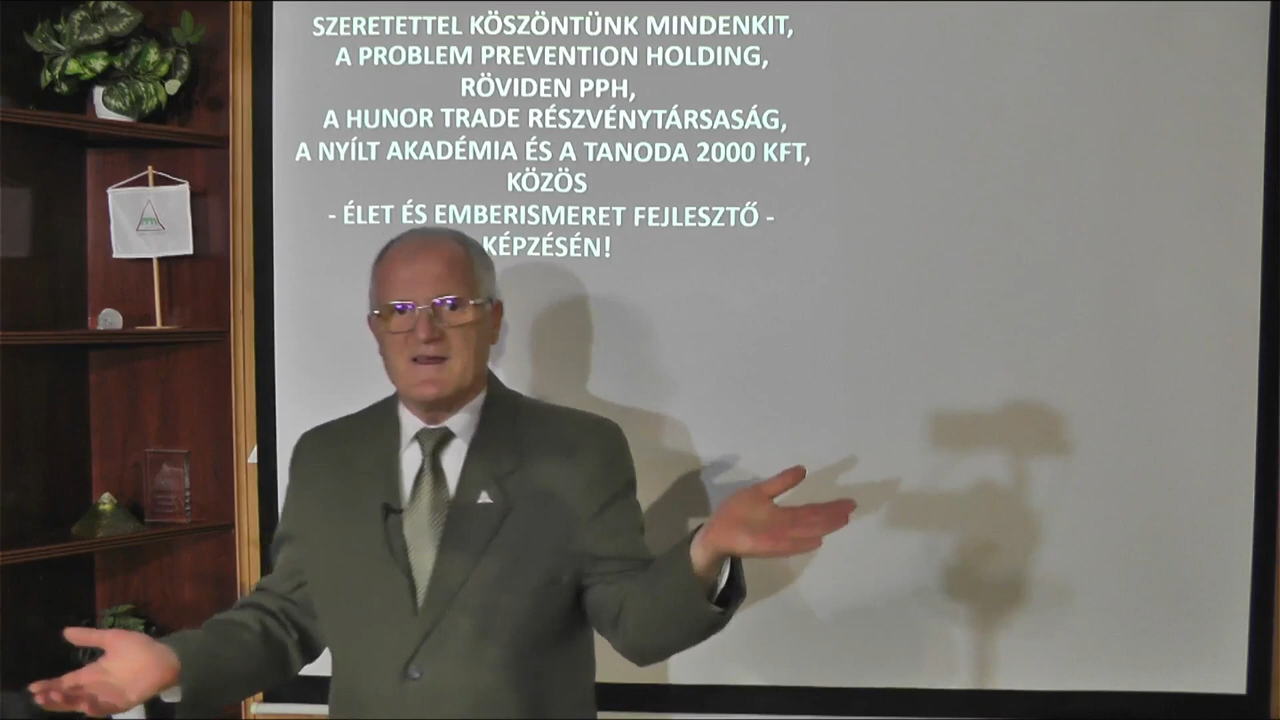 SZERETETTEL KÖSZÖNTÜNK MINDENKIT,
A PROBLEM PREVENTION HOLDING,
RÖVIDEN PPH,
A HUNOR TRADE RÉSZVÉNYTÁRSASÁG,
A NYÍLT AKADÉMIA ÉS A TANODA 2000 KFT,
KÖZÖS
- ÉLET ÉS EMBERISMERET FEJLESZTŐ -
KÉPZÉSÉN!